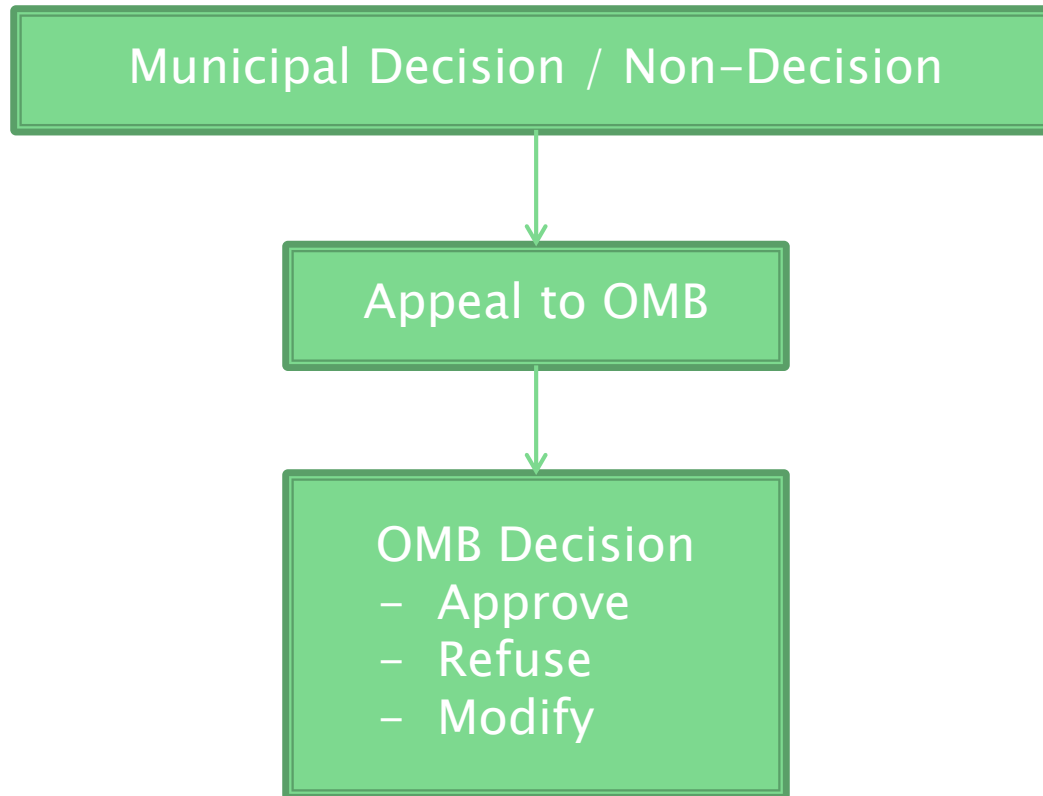 Municipal Decision / Non-Decision
Appeal to OMB
OMB Decision
- Approve
- Refuse
- Modify